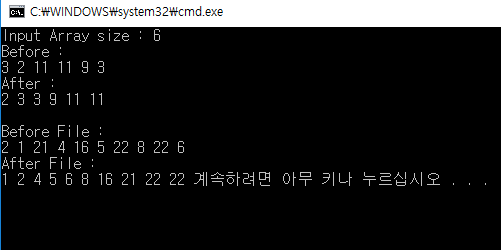 C:₩WINDOWS₩system32₩cmd.exe
Input Array size : 6
Before :
3 2 11 11 9 3
After :
2 3 3 9 11 11
Before File :
2 1 21 4 16 5 22 8 22 6
After File :
1 2 4 5 6 8 16 21 22 22 계속하려면 아무 키나 누르십시오 . . .